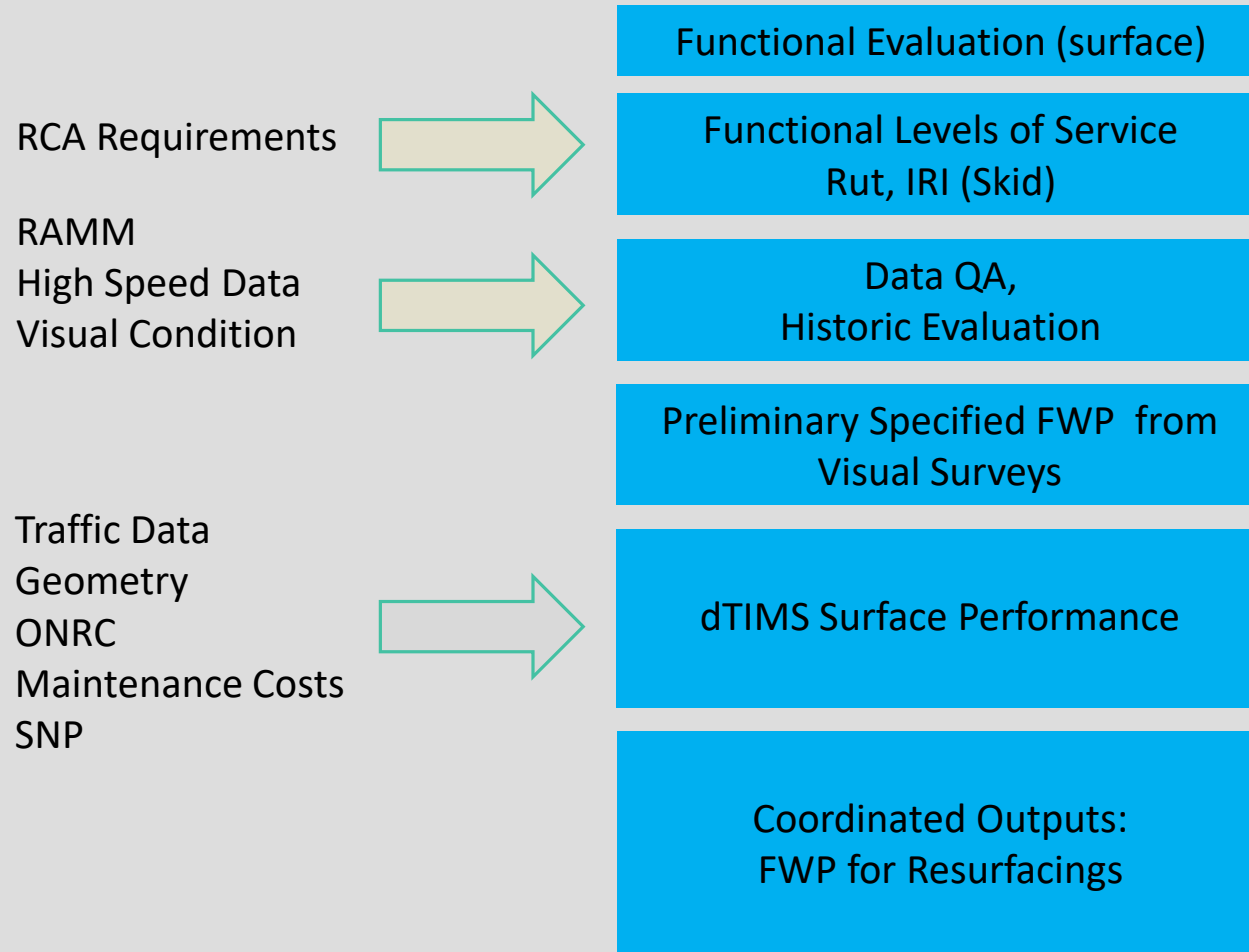 Functional Evaluation (surface)
RCA Requirements
Functional Levels of Service
Rut, IRI (Skid)
RAMM
High Speed Data
Visual Condition
Data QA,
Historic Evaluation
Preliminary Specified FWP from
Visual Surveys
Traffic Data
Geometry
ONRC
Maintenance Costs
SNP
dTIMS Surface Performance
Coordinated Outputs:
FWP for Resurfacings